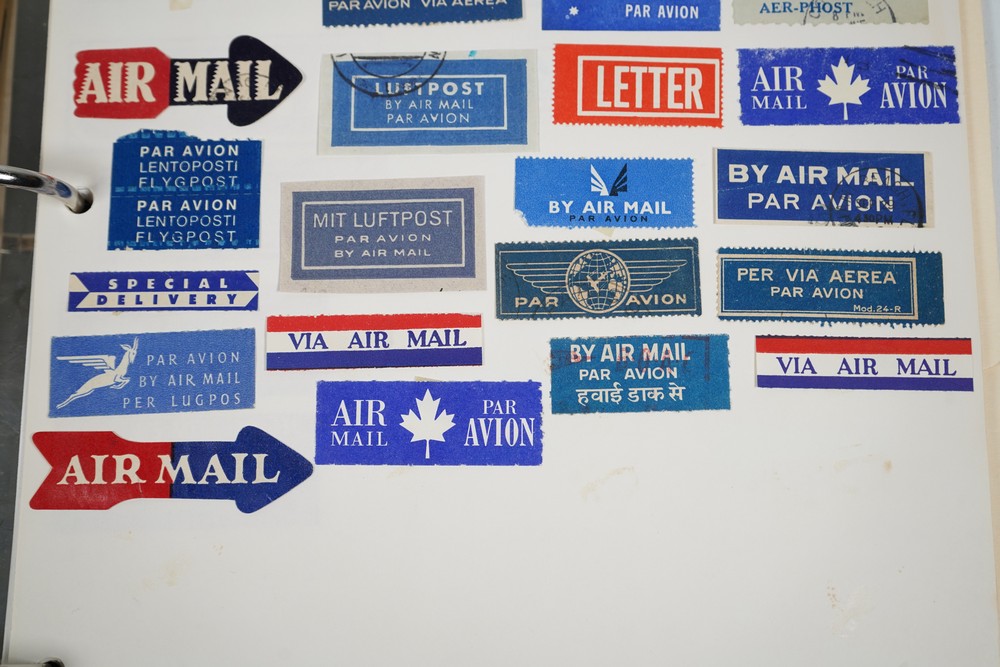 PAR AVION VIA AEREA
PAR AVION
AER-PHOST
AIR MAIL
LUFTPOST
BY AIR MAIL
PAR AVION
LETTER
AIR
MAIL
PAR
AVION
PAR AVION
LENTOPOSTI
FLYGPOST
PAR AVION
LENTOPOSTI
FLYGPOST
MIT LUFTPOST
PAR AVION
BY AIR MAIL
BY AIR MAIL
PAR AVION
BY AIR MAIL
PAR AVION
SPECIAL
DELIVERY
PAR AVION
PER VIA AEREA
PAR AVION
Mod. 24-R
PAR AVION
BY AIR MAIL
PER LUGPOS
VIA AIR MAIL
BY AIR MAIL
PAR AVION
हवाई डाक से
VIA AIR MAIL
AIR MAIL
AIR
MAIL
PAR
AVION